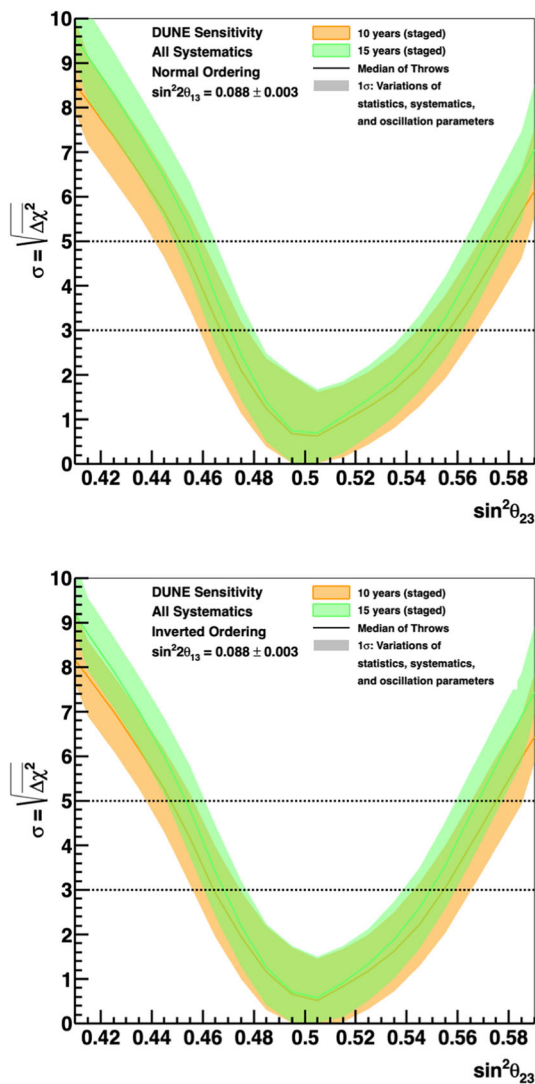 DUNE Sensitivity
All Systematics
Normal Ordering
sin²2θ₁₃ = 0.088 ± 0.003
10 years (staged)
15 years (staged)
Median of Throws
1σ: Variations of
statistics, systematics,
and oscillation parameters
σ = √Δχ²
10
9
8
7
6
5
4
3
2
1
0
0.42 0.44 0.46 0.48 0.5 0.52 0.54 0.56 0.58
sin²θ₂₃
DUNE Sensitivity
All Systematics
Inverted Ordering
sin²2θ₁₃ = 0.088 ± 0.003
10 years (staged)
15 years (staged)
Median of Throws
1σ: Variations of
statistics, systematics,
and oscillation parameters
σ = √Δχ²
10
9
8
7
6
5
4
3
2
1
0
0.42 0.44 0.46 0.48 0.5 0.52 0.54 0.56 0.58
sin²θ₂₃